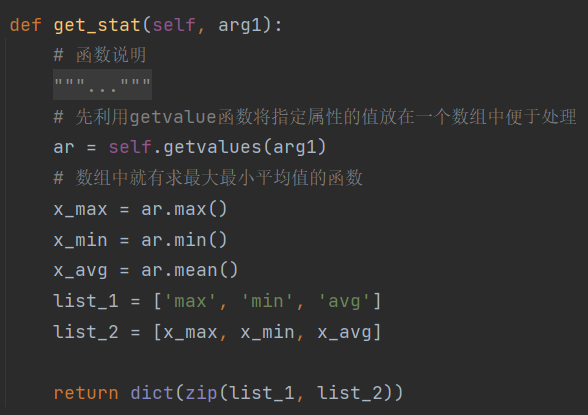 def get_stat(self, arg1):
    # 函数说明
    """..."""
    # 先利用getvalue函数将指定属性的值放在一个数组中便于处理
    ar = self.getvalues(arg1)
    # 数组中就有求最大最小平均值的函数
    x_max = ar.max()
    x_min = ar.min()
    x_avg = ar.mean()
    list_1 = ['max', 'min', 'avg']
    list_2 = [x_max, x_min, x_avg]
    return dict(zip(list_1, list_2))